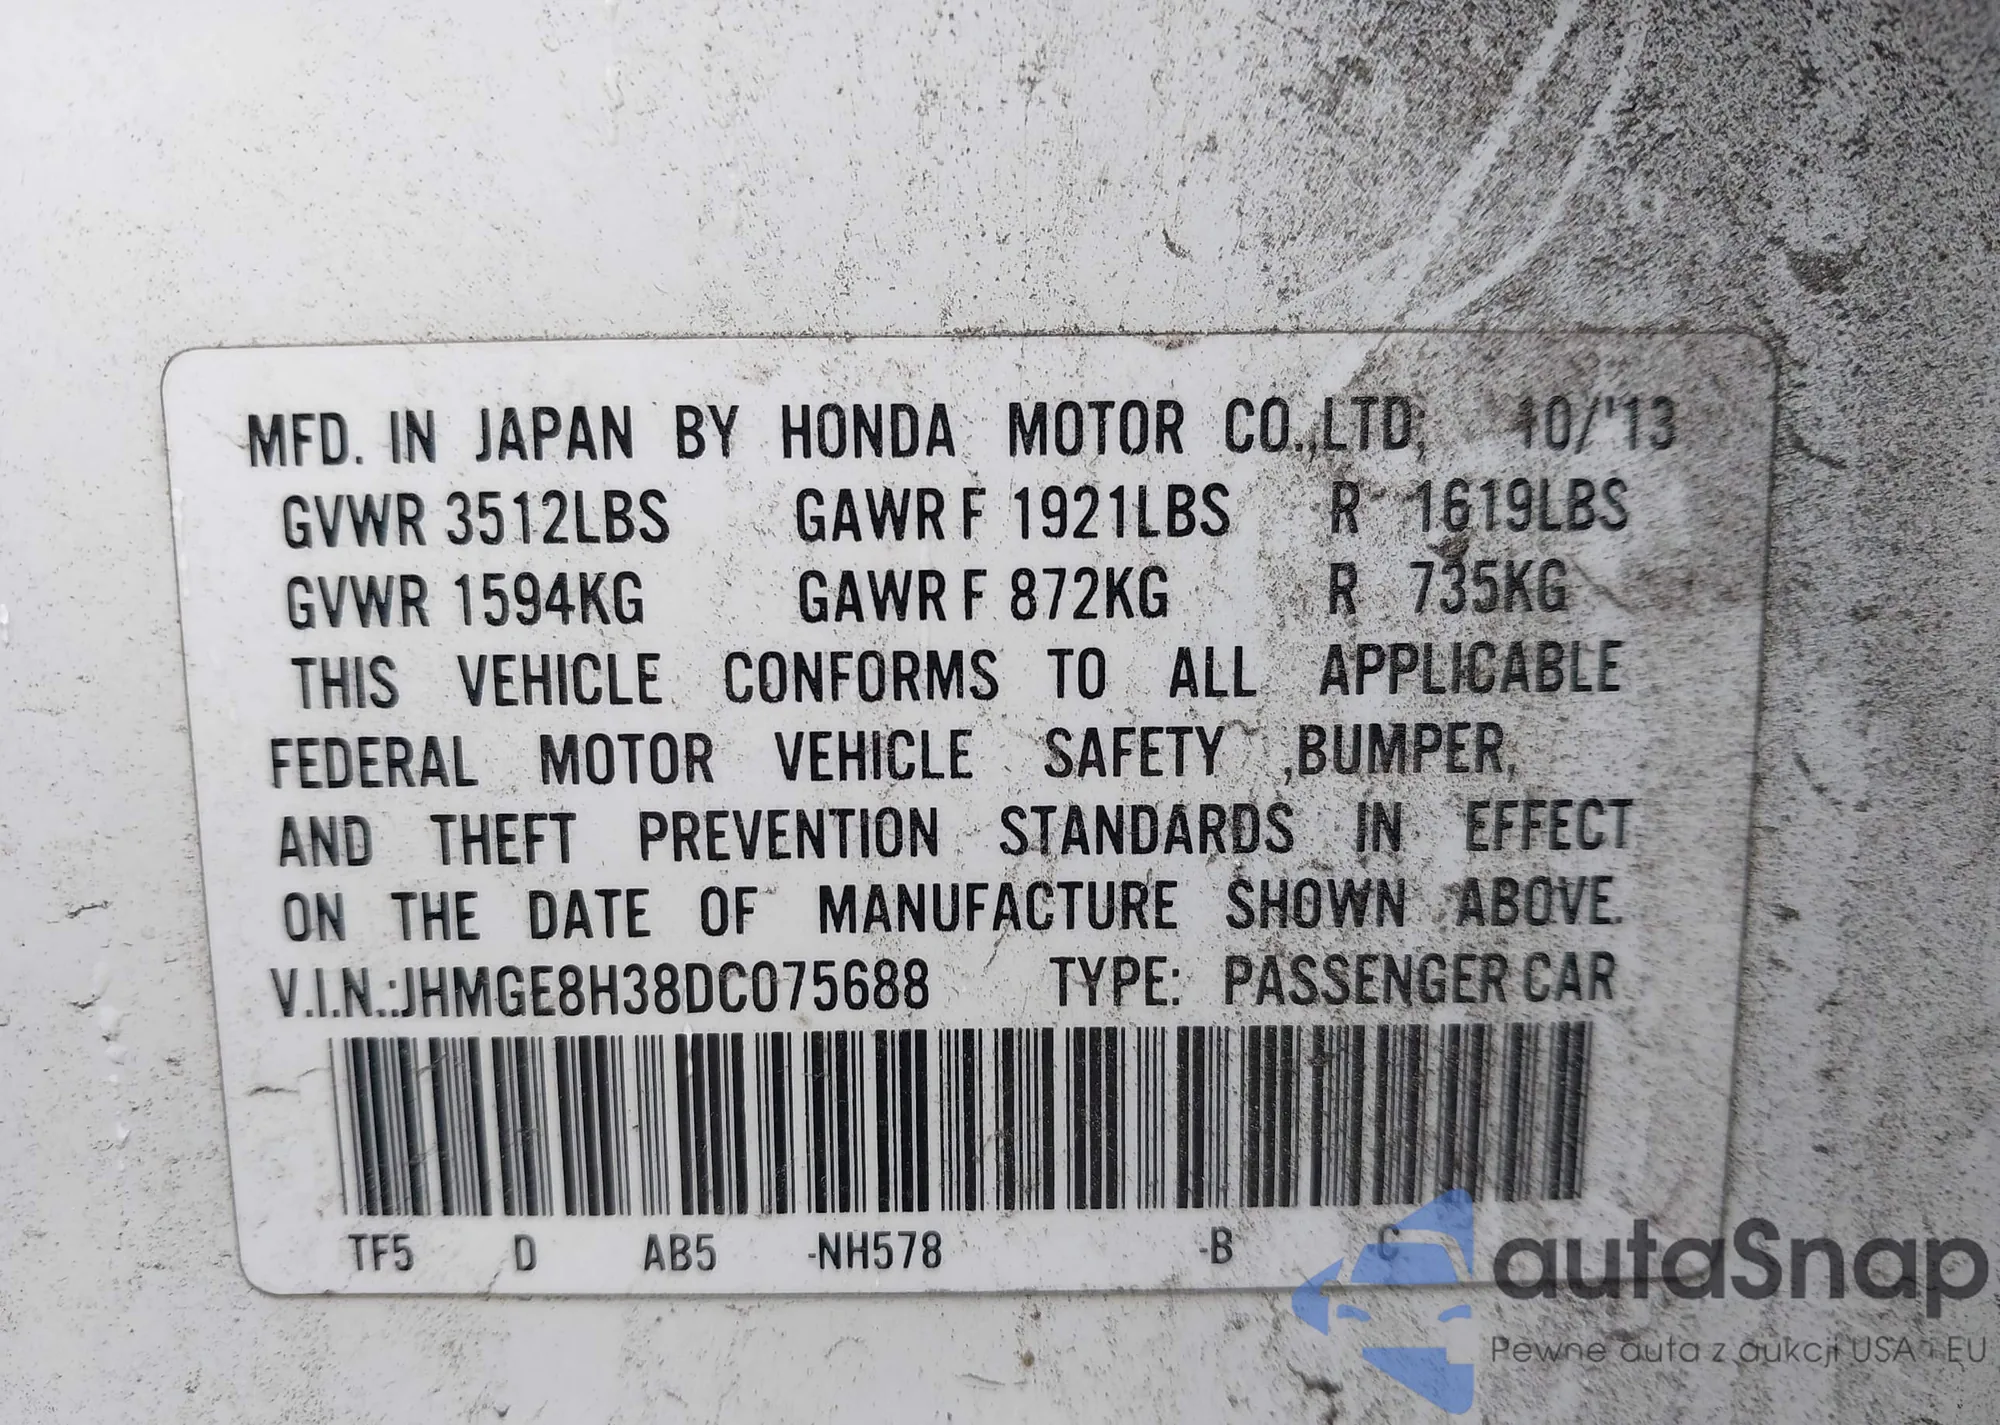 MFD. IN JAPAN BY HONDA MOTOR CO.,LTD, 10/'13
GVWR 3512LBS GAWR F 1921LBS R 1619LBS
GVWR 1594KG GAWR F 872KG R 735KG
THIS VEHICLE CONFORMS TO ALL APPLICABLE
FEDERAL MOTOR VEHICLE SAFETY ,BUMPER,
AND THEFT PREVENTION STANDARDS IN EFFECT
ON THE DATE OF MANUFACTURE SHOWN ABOVE.
V.I.N.:JHMGE8H38DC075688 TYPE: PASSENGER CAR
TF5 D AB5 -NH578 -B C
autaSnap
Pewne auta z aukcji USA i EU